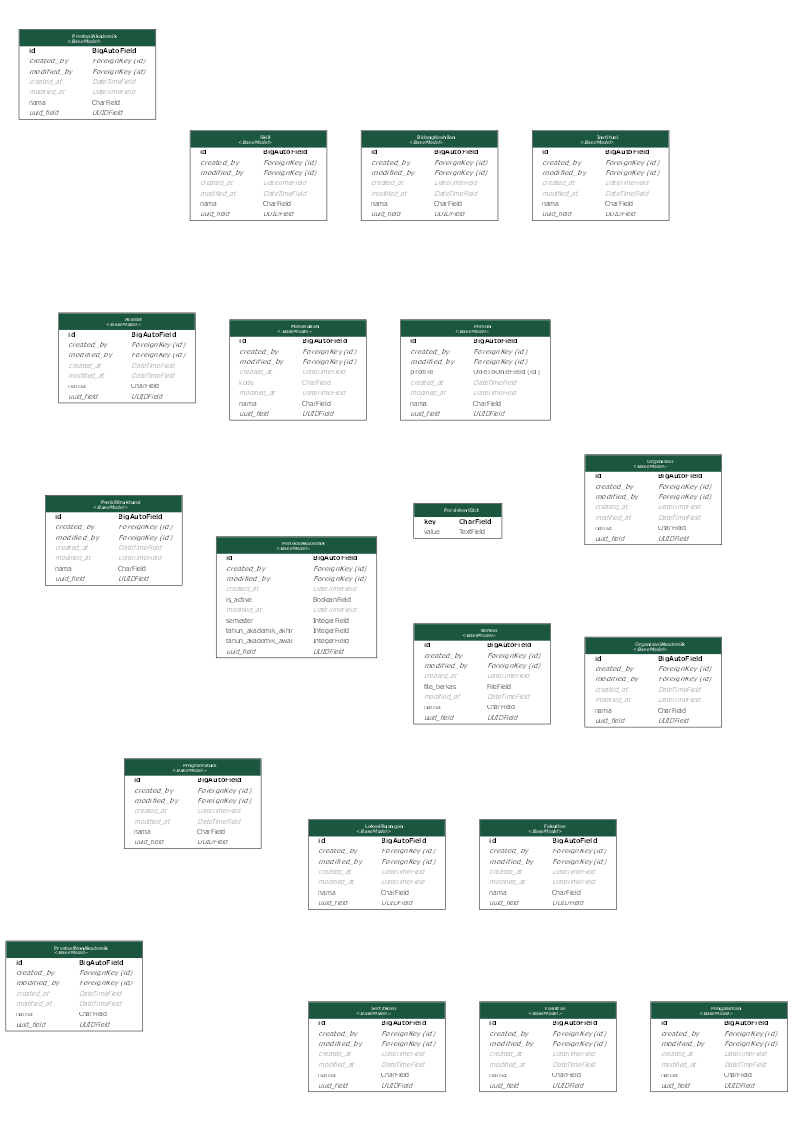 PrestasiAkademik
<BaseModel>
id BigAutoField
created_by ForeignKey (id)
modified_by ForeignKey (id)
created_at DateTimeField
modified_at DateTimeField
nama CharField
uuid_field UUIDField
Skill
<BaseModel>
id BigAutoField
created_by ForeignKey (id)
modified_by ForeignKey (id)
created_at DateTimeField
modified_at DateTimeField
nama CharField
uuid_field UUIDField
BidangKeahlian
<BaseModel>
id BigAutoField
created_by ForeignKey (id)
modified_by ForeignKey (id)
created_at DateTimeField
modified_at DateTimeField
nama CharField
uuid_field UUIDField
Institusi
<BaseModel>
id BigAutoField
created_by ForeignKey (id)
modified_by ForeignKey (id)
created_at DateTimeField
modified_at DateTimeField
nama CharField
uuid_field UUIDField
<BaseModel>
id BigAutoField
created_by ForeignKey (id)
modified_by ForeignKey (id)
created_at DateTimeField
modified_at DateTimeField
nama CharField
uuid_field UUIDField
MataKuliah
<BaseModel>
id BigAutoField
created_by ForeignKey (id)
modified_by ForeignKey (id)
created_at DateTimeField
kode CharField
modified_at DateTimeField
nama CharField
uuid_field UUIDField
Person
<BaseModel>
id BigAutoField
created_by ForeignKey (id)
modified_by ForeignKey (id)
profile OneToOneField (id)
created_at DateTimeField
modified_at DateTimeField
nama CharField
uuid_field UUIDField
Organisasi
<BaseModel>
id BigAutoField
created_by ForeignKey (id)
modified_by ForeignKey (id)
created_at DateTimeField
modified_at DateTimeField
nama CharField
uuid_field UUIDField
PosisiStruktural
<BaseModel>
id BigAutoField
created_by ForeignKey (id)
modified_by ForeignKey (id)
created_at DateTimeField
modified_at DateTimeField
nama CharField
uuid_field UUIDField
PersistentDict
key CharField
value TextField
PeriodeAkademik
<BaseModel>
id BigAutoField
created_by ForeignKey (id)
modified_by ForeignKey (id)
created_at DateTimeField
is_active BooleanField
modified_at DateTimeField
semester IntegerField
tahun_akademik_akhir IntegerField
tahun_akademik_awal IntegerField
uuid_field UUIDField
Berkas
<BaseModel>
id BigAutoField
created_by ForeignKey (id)
modified_by ForeignKey (id)
created_at DateTimeField
file_berkas FileField
modified_at DateTimeField
nama CharField
uuid_field UUIDField
OrganisasiAkademik
<BaseModel>
id BigAutoField
created_by ForeignKey (id)
modified_by ForeignKey (id)
created_at DateTimeField
modified_at DateTimeField
nama CharField
uuid_field UUIDField
ProgramStudi
<BaseModel>
id BigAutoField
created_by ForeignKey (id)
modified_by ForeignKey (id)
created_at DateTimeField
modified_at DateTimeField
nama CharField
uuid_field UUIDField
LokasiRuangan
<BaseModel>
id BigAutoField
created_by ForeignKey (id)
modified_by ForeignKey (id)
created_at DateTimeField
modified_at DateTimeField
nama CharField
uuid_field UUIDField
Fakultas
<BaseModel>
id BigAutoField
created_by ForeignKey (id)
modified_by ForeignKey (id)
created_at DateTimeField
modified_at DateTimeField
nama CharField
uuid_field UUIDField
PrestasiNonAkademik
<BaseModel>
id BigAutoField
created_by ForeignKey (id)
modified_by ForeignKey (id)
created_at DateTimeField
modified_at DateTimeField
nama CharField
uuid_field UUIDField
Sertifikasi
<BaseModel>
id BigAutoField
created_by ForeignKey (id)
modified_by ForeignKey (id)
created_at DateTimeField
modified_at DateTimeField
nama CharField
uuid_field UUIDField
<BaseModel>
id BigAutoField
created_by ForeignKey (id)
modified_by ForeignKey (id)
created_at DateTimeField
modified_at DateTimeField
nama CharField
uuid_field UUIDField
Pengalaman
<BaseModel>
id BigAutoField
created_by ForeignKey (id)
modified_by ForeignKey (id)
created_at DateTimeField
modified_at DateTimeField
nama CharField
uuid_field UUIDField